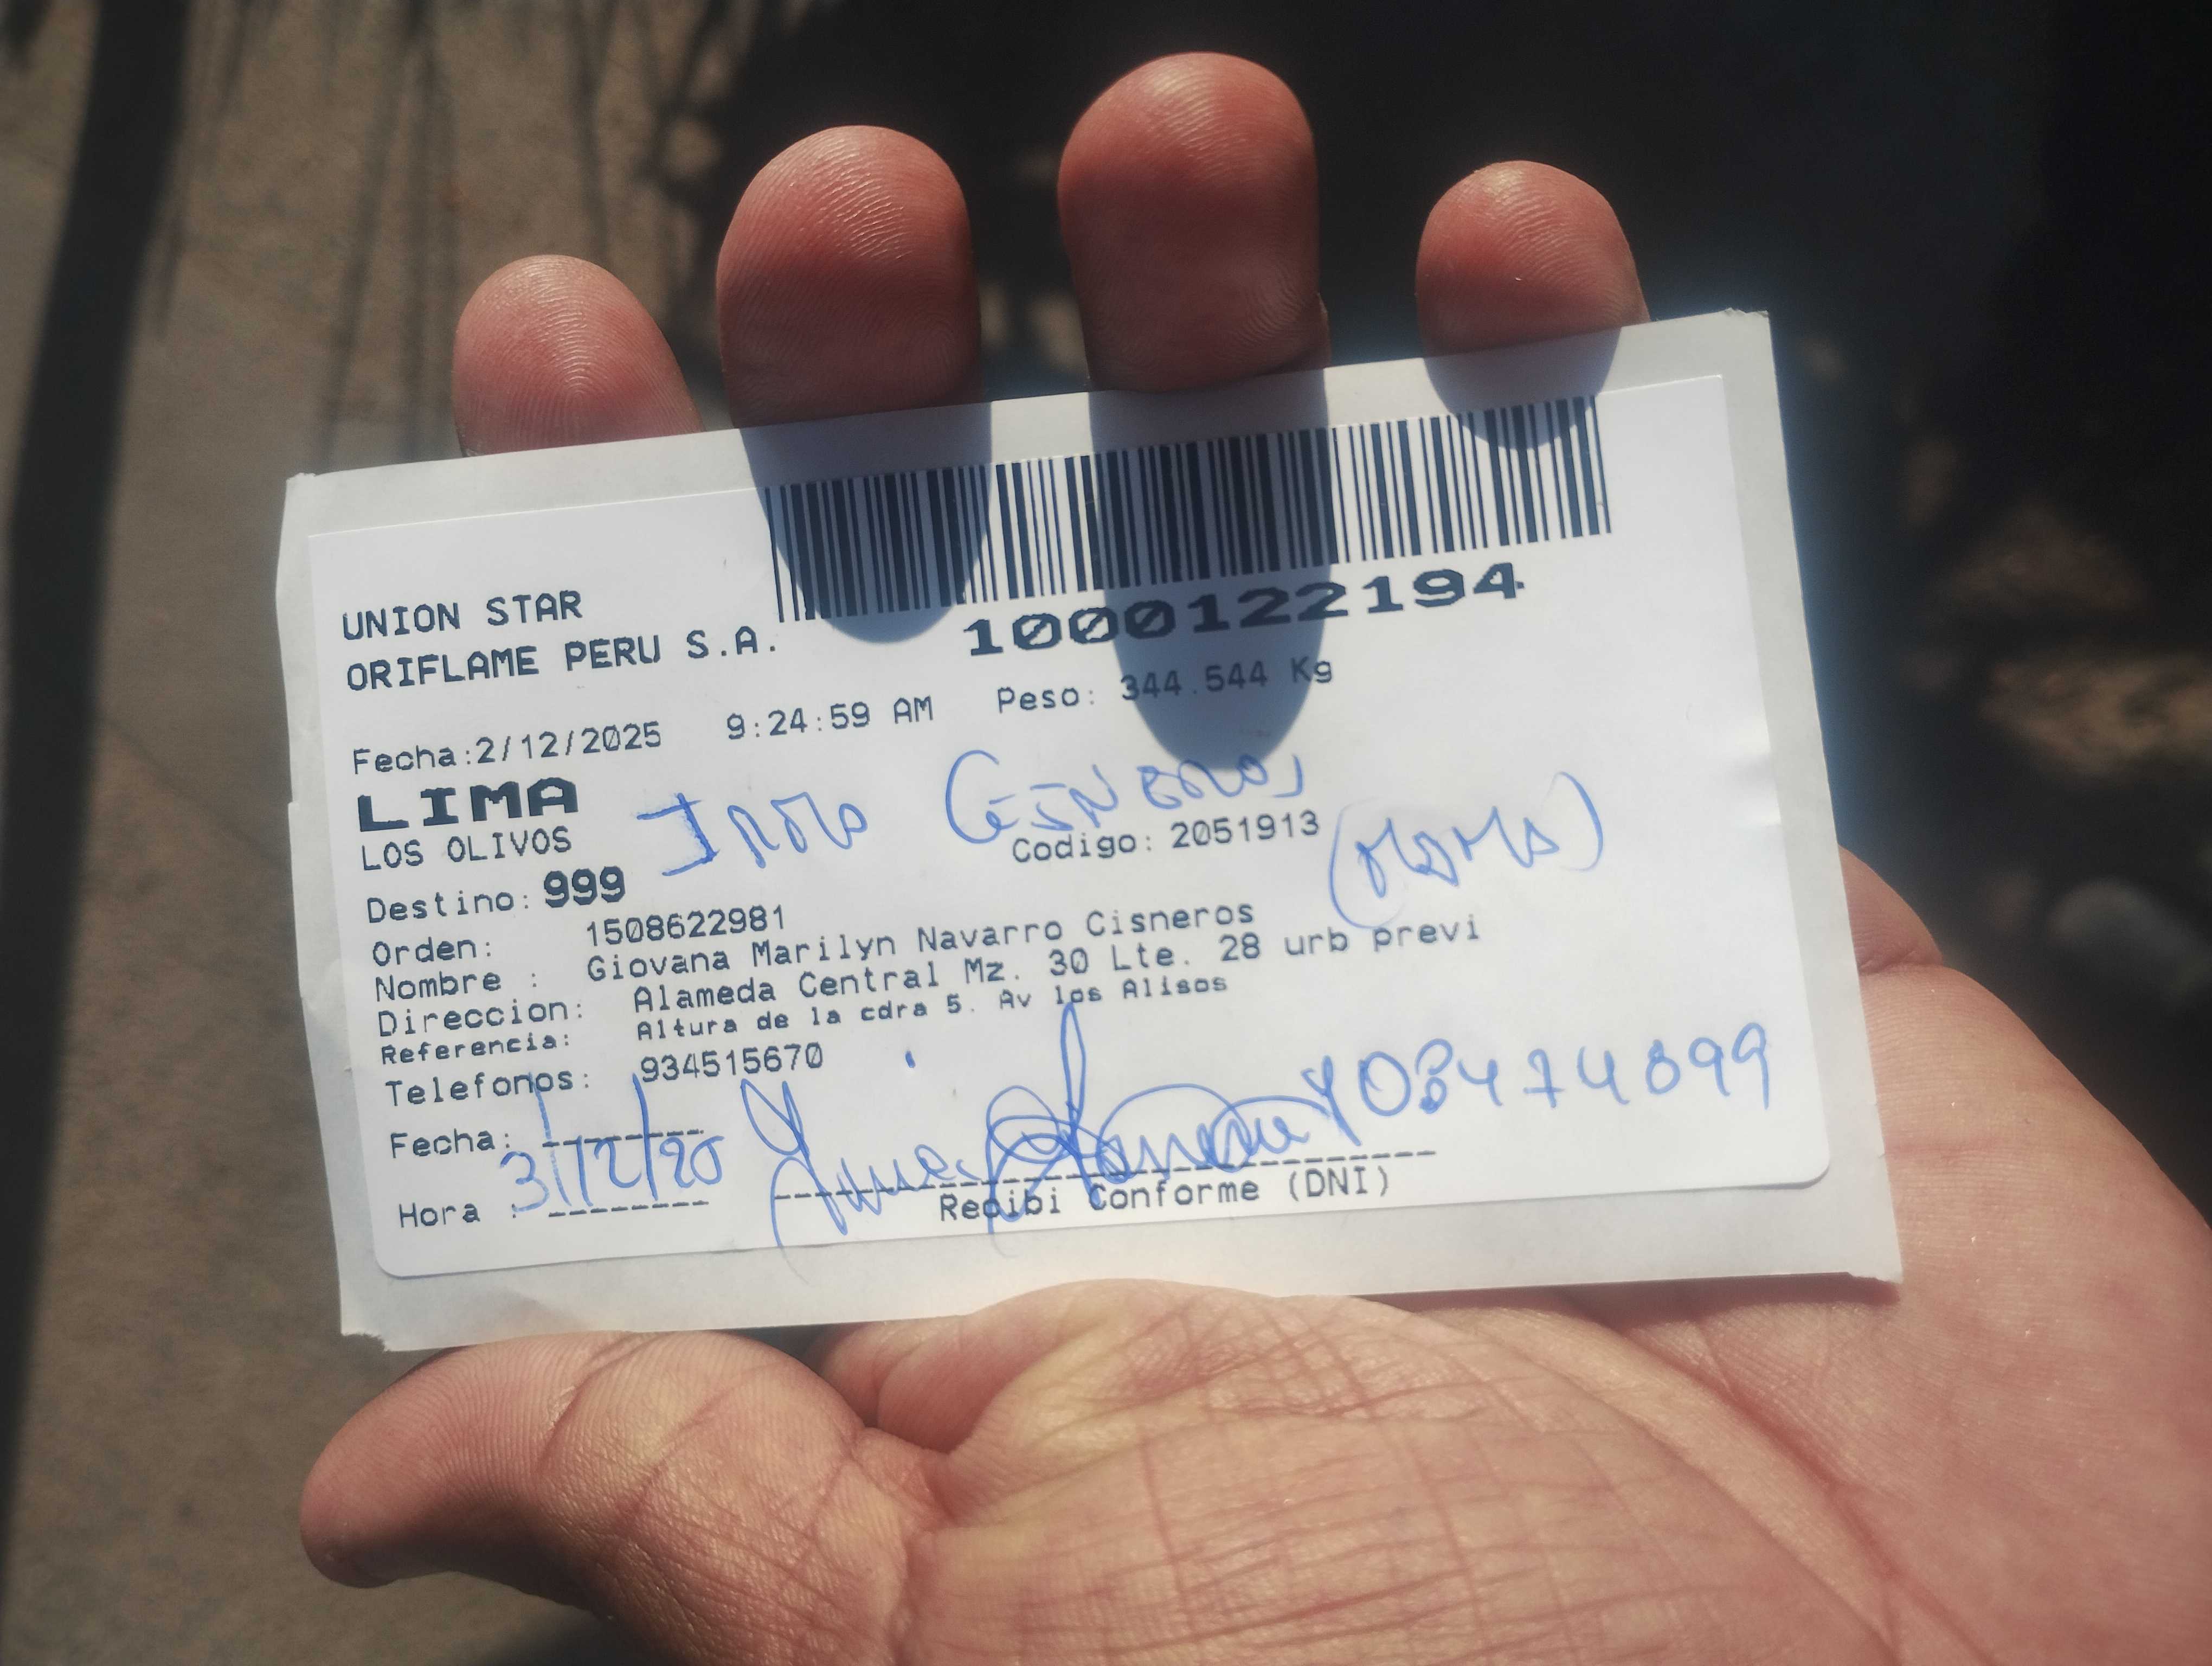 UNION STAR
ORIFLAME PERU S.A.
1000122194
Fecha:2/12/2025 9:24:59 AM Peso: 344.544 Kg
LIMA
LOS OLIVOS
Codigo: 2051913
Destino: 999
Orden: 1508622981
Nombre : Giovana Marilyn Navarro Cisneros
Direccion: Alameda Central Mz. 30 Lte. 28 urb previ
Referencia: Altura de la cdra 5. Av los Alisos
Telefonos: 934515670
Fecha:
Hora :
Recibi Conforme (DNI)